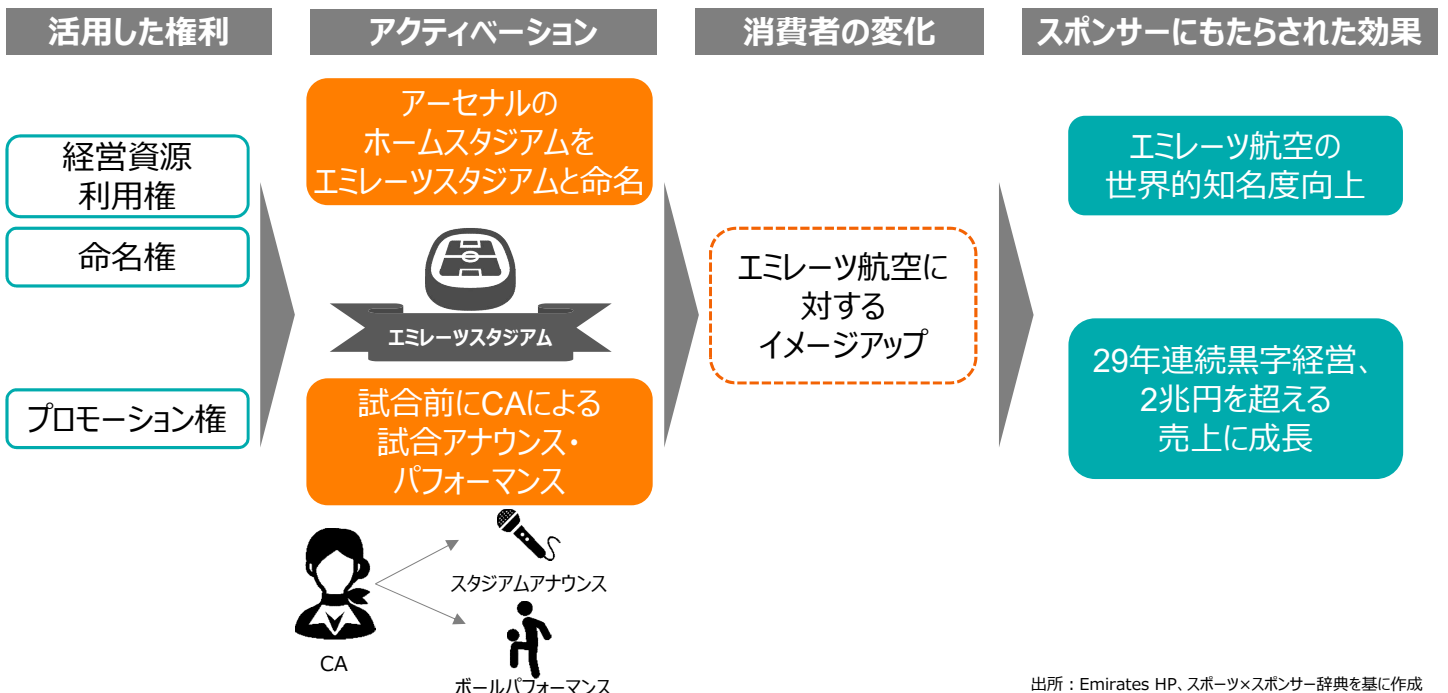 活用した権利
アクティベーション
消費者の変化
スポンサーにもたらされた効果
経営資源
利用権
命名権
プロモーション権
アーセナルの
ホームスタジアムを
エミレーツスタジアムと命名
エミレーツスタジアム
試合前にCAによる
試合アナウンス・
パフォーマンス
CA
スタジアムアナウンス
ボールパフォーマンス
エミレーツ航空に
対する
イメージアップ
エミレーツ航空の
世界的知名度向上
29年連続黒字経営、
2兆円を超える
売上に成長
出所：Emirates HP、スポーツ×スポンサー辞典を基に作成